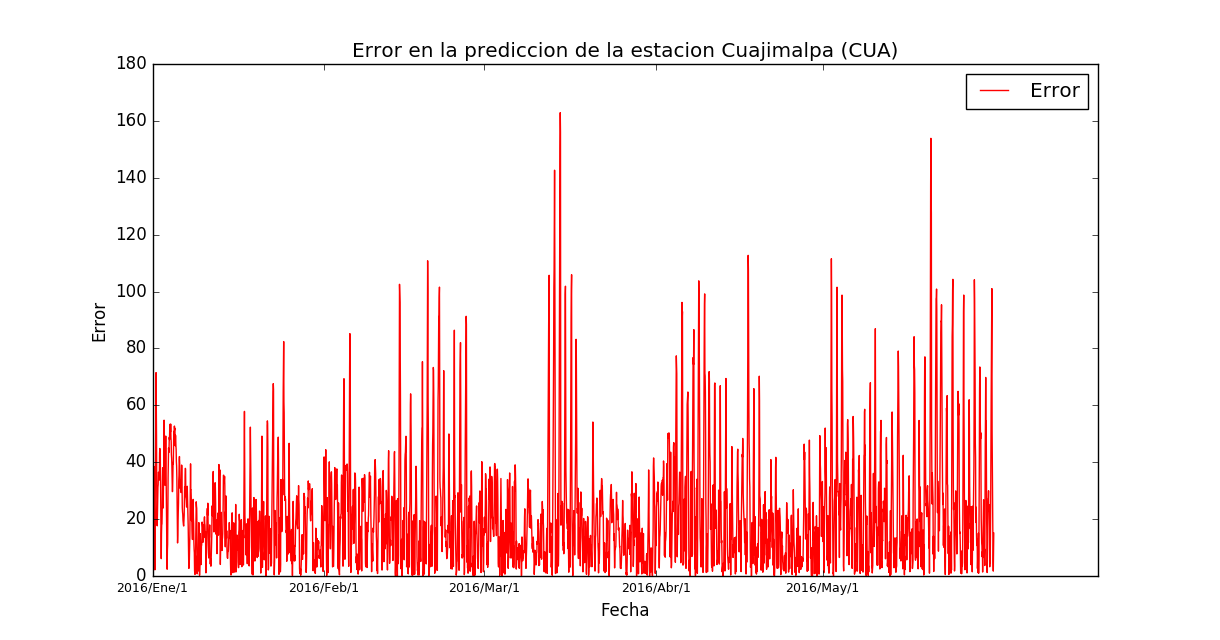 Error en la prediccion de la estacion Cuajimalpa (CUA)
180
160
140
120
100
80
60
40
20
0
Error
Error
2016/Ene/1 2016/Feb/1 2016/Mar/1 2016/Abr/1 2016/May/1
Fecha